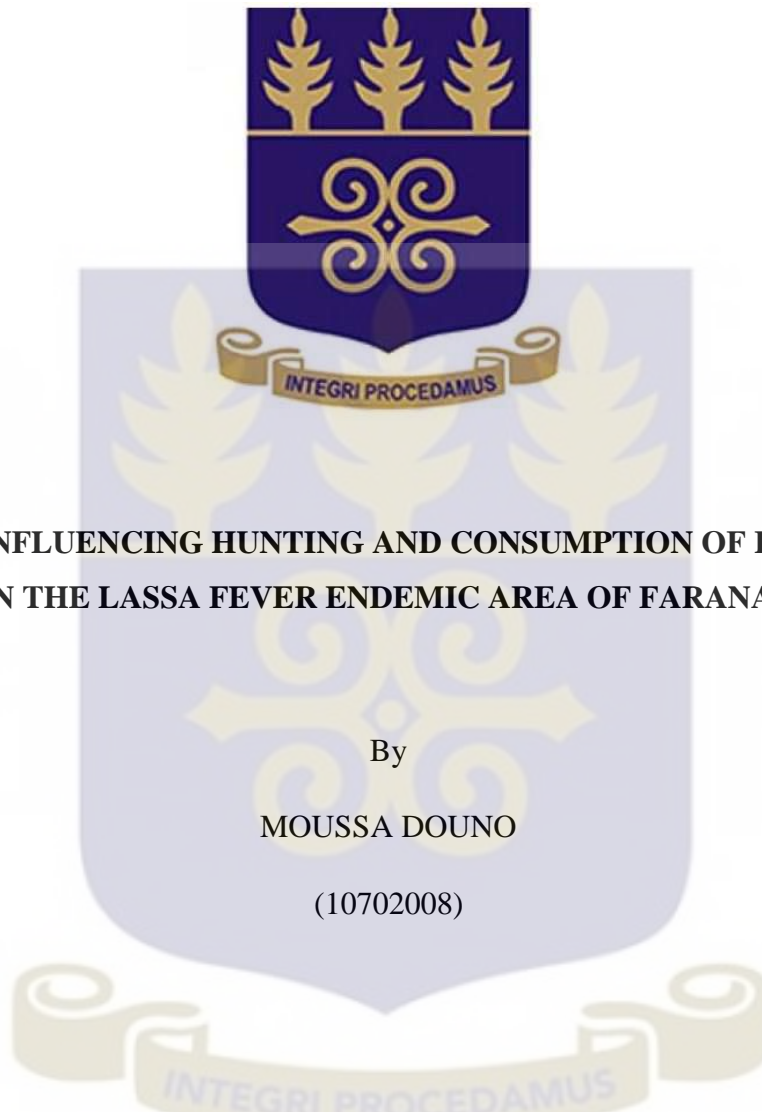 INTEGRI PROCEDAMUS
NFLUENCING HUNTING AND CONSUMPTION OF
N THE LASSA FEVER ENDEMIC AREA OF FARANA
By
MOUSSA DOUNO
(10702008)
INTEGRI PROCEDAMUS